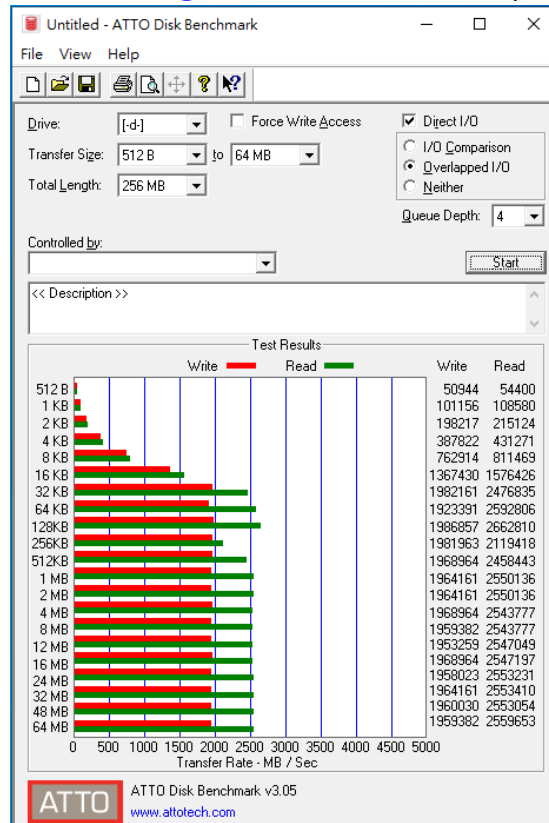 Untitled - ATTO Disk Benchmark
File View Help
Drive: [-d-] Force Write Access Direct I/O
Transfer Size: 512 B to 64 MB I/O Comparison
Overlapped I/O
Total Length: 256 MB Neither
Queue Depth: 4
Controlled by:
Start
<< Description >>
Test Results
Write Read Write Read
512 B 50944 54400
1 KB 101156 108580
2 KB 198217 215124
4 KB 387822 431271
8 KB 762914 811469
16 KB 1367430 1576426
32 KB 1982161 2476835
64 KB 1923391 2592806
128KB 1986857 2662810
256KB 1981963 2119418
512KB 1968964 2458443
1 MB 1964161 2550136
2 MB 1964161 2550136
4 MB 1968964 2543777
8 MB 1959382 2543777
12 MB 1953259 2547049
16 MB 1968964 2547197
24 MB 1958023 2553231
32 MB 1964161 2553410
48 MB 1960030 2553054
64 MB 1959382 2559653
0 500 1000 1500 2000 2500 3000 3500 4000 4500 5000
Transfer Rate - MB / Sec
ATTO
ATTO Disk Benchmark v3.05
www.attotech.com